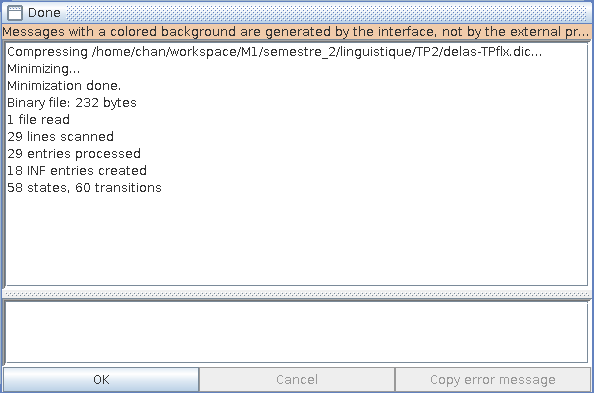 Done
Messages with a colored background are generated by the interface, not by the external pr...
Compressing /home/chan/workspace/M1/semestre_2/linguistique/TP2/delas-TPflx.dic...
Minimizing...
Minimization done.
Binary file: 232 bytes
1 file read
29 lines scanned
29 entries processed
18 INF entries created
58 states, 60 transitions
OK
Cancel
Copy error message